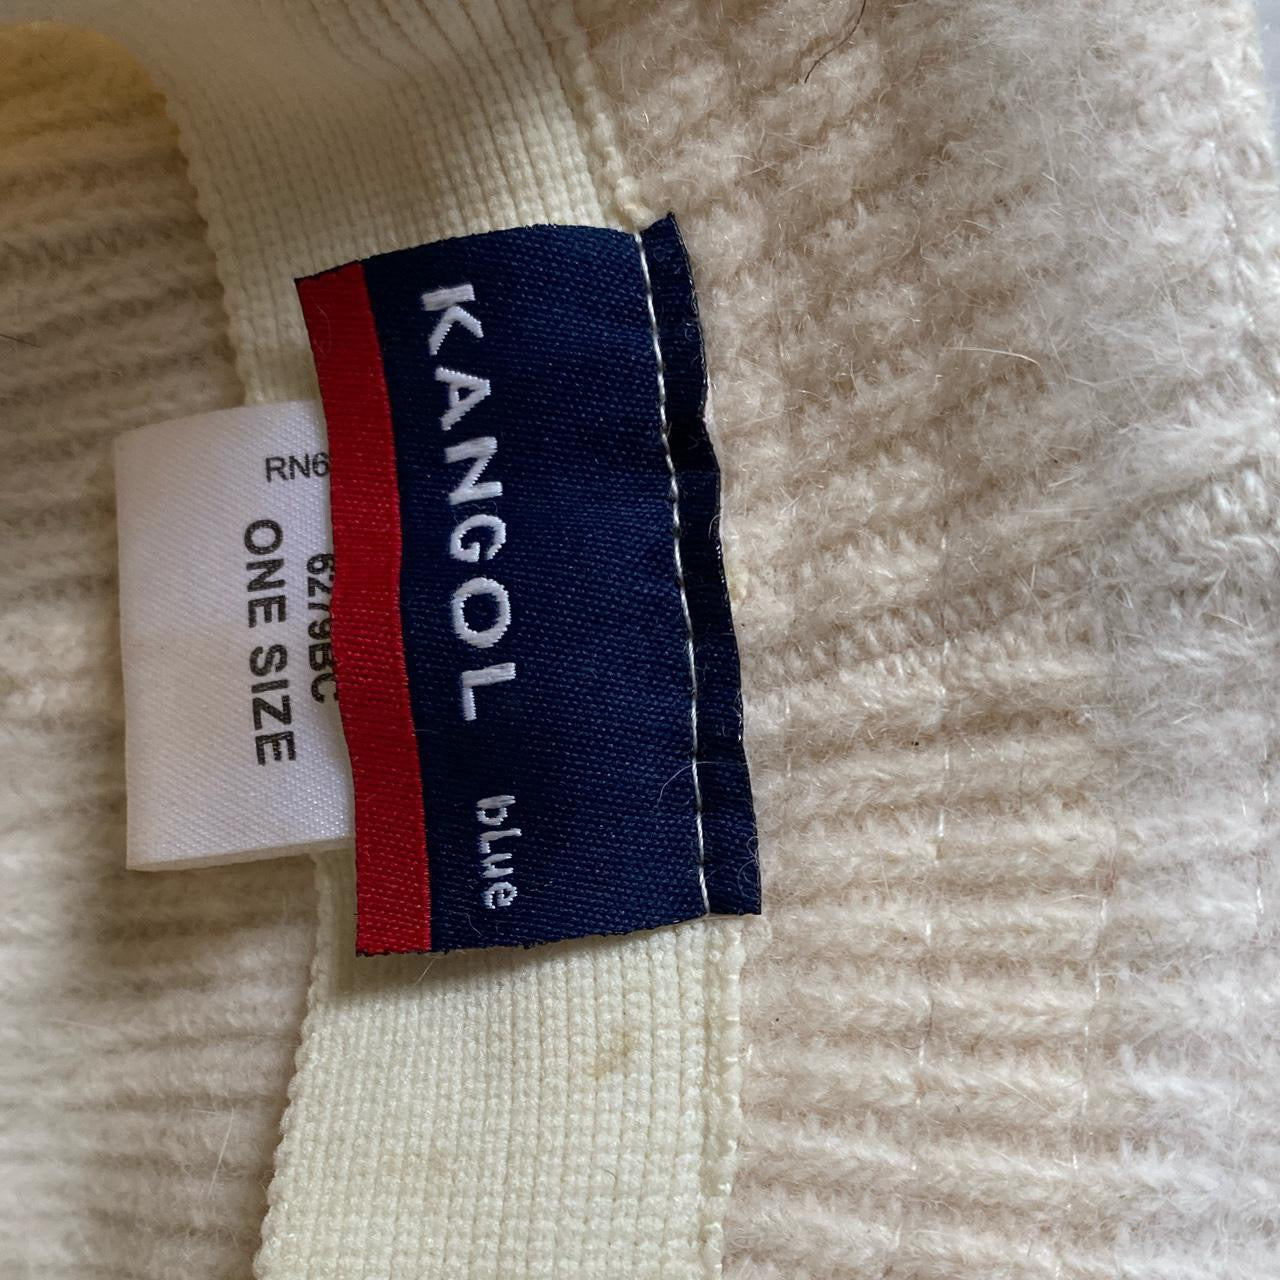 KANGOL
blue
RN6
6279BC
ONE SIZE